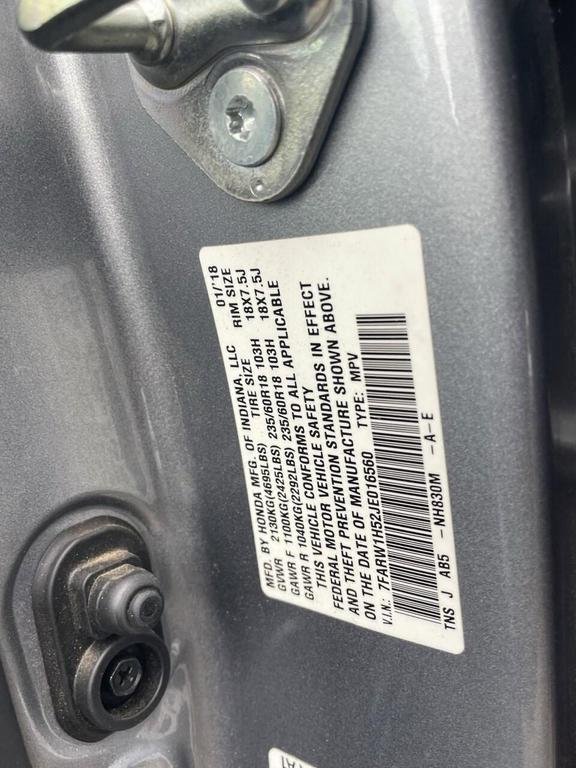 MFD. BY HONDA MFG. OF INDIANA, LLC 01/'18
GVWR 2130KG(4695LBS) TIRE SIZE RIM SIZE
GAWR F 1100KG(2425LBS) 235/60R18 103H 18X7.5J
GAWR R 1040KG(2292LBS) 235/60R18 103H 18X7.5J
THIS VEHICLE CONFORMS TO ALL APPLICABLE
FEDERAL MOTOR VEHICLE SAFETY
AND THEFT PREVENTION STANDARDS IN EFFECT
ON THE DATE OF MANUFACTURE SHOWN ABOVE.
V.I.N.: 7FARW1H52JE016560 TYPE: MPV
TNS J AB5 -NH830M -A-E